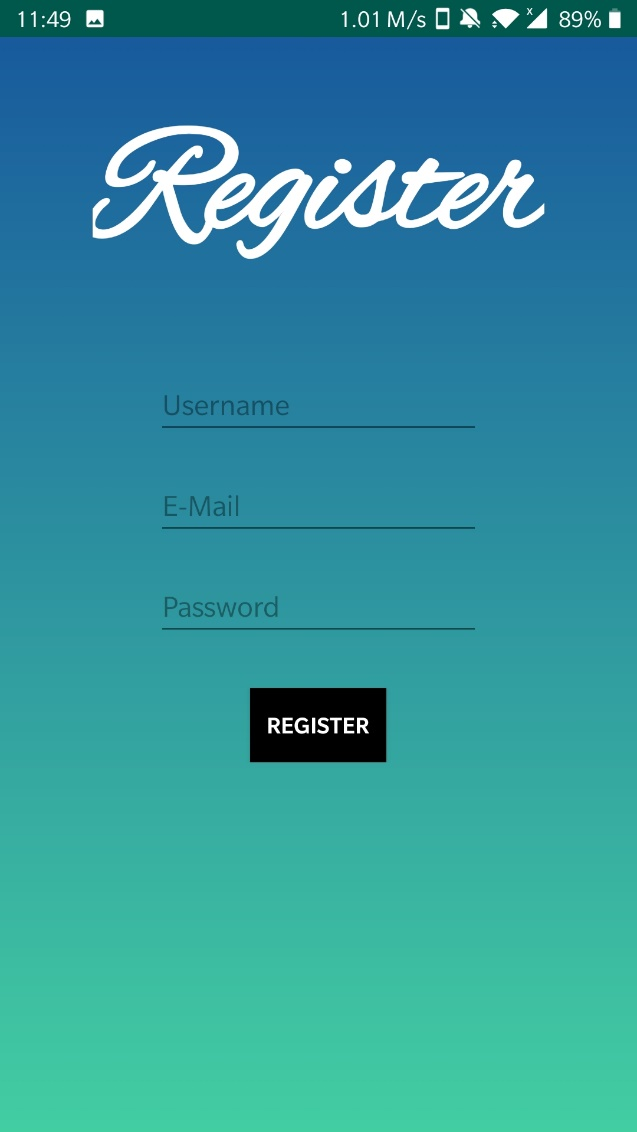 11:49 1.01 M/s x 89%
Register
Username
E-Mail
Password
REGISTER